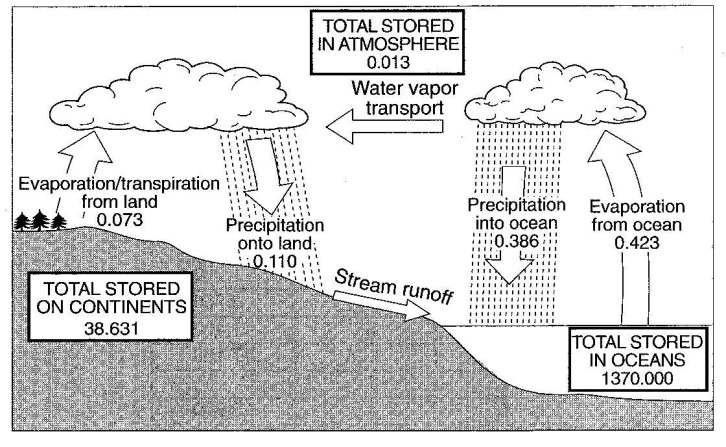 TOTAL STORED
IN ATMOSPHERE
0.013
Water vapor
transport
Evaporation/transpiration
from land
0.073
Precipitation
onto land
0.110
Precipitation
into ocean
0.386
Evaporation
from ocean
0.423
TOTAL STORED
ON CONTINENTS
38.631
Stream runoff
TOTAL STORED
IN OCEANS
1370.000